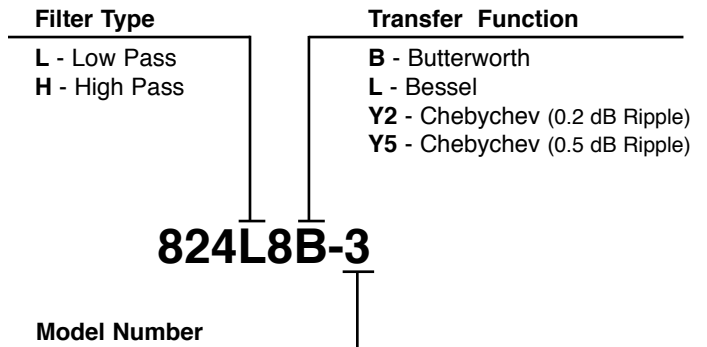 Filter Type
L - Low Pass
H - High Pass
Transfer Function
B - Butterworth
L - Bessel
Y2 - Chebychev (0.2 dB Ripple)
Y5 - Chebychev (0.5 dB Ripple)
824L8B-3
Model Number